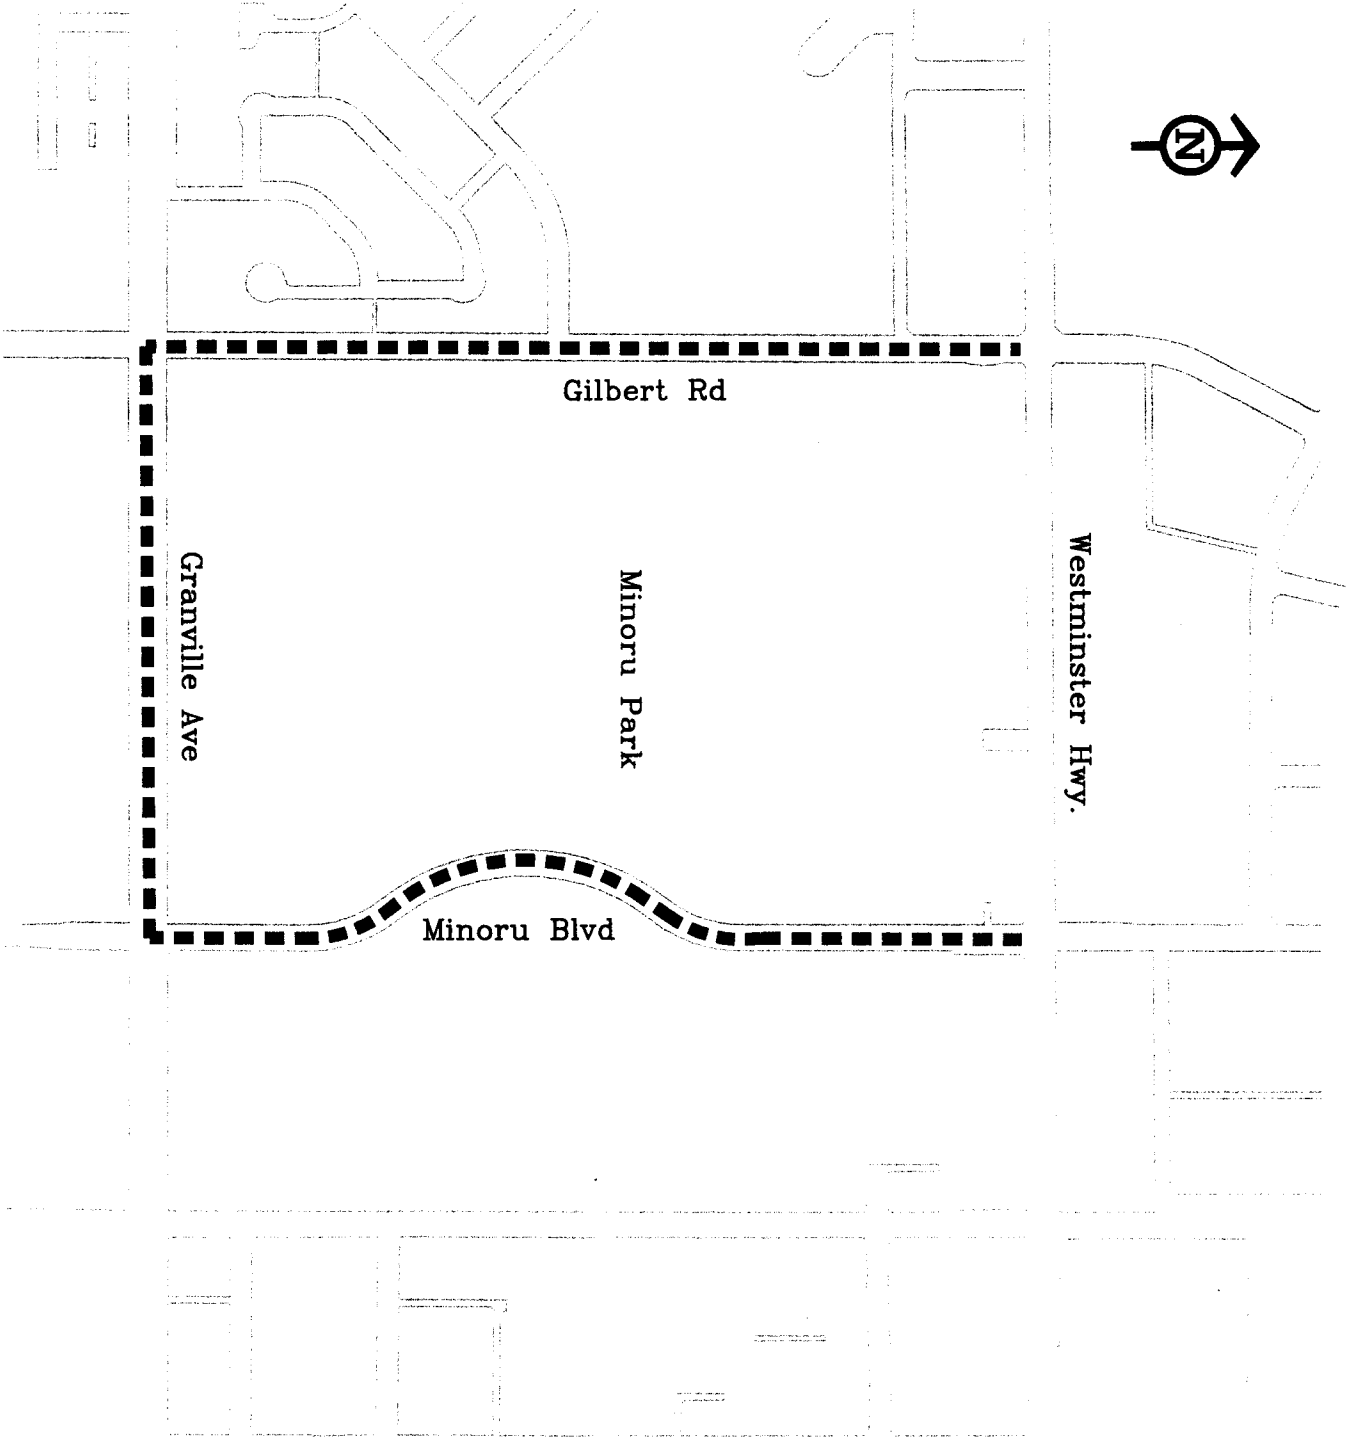 N
Gilbert Rd
Granville Ave
Minoru Park
Westminster Hwy.
Minoru Blvd